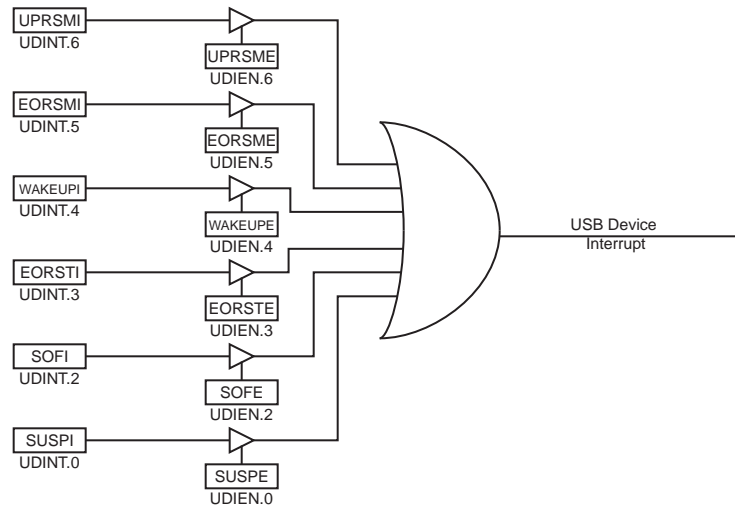 UPRSMI
UDINT.6
UPRSME
UDIEN.6
EORSMI
UDINT.5
EORSME
UDIEN.5
WAKEUPI
UDINT.4
WAKEUPE
UDIEN.4
EORSTI
UDINT.3
EORSTE
UDIEN.3
SOFI
UDINT.2
SOFE
UDIEN.2
SUSPI
UDINT.0
SUSPE
UDIEN.0
USB Device
Interrupt